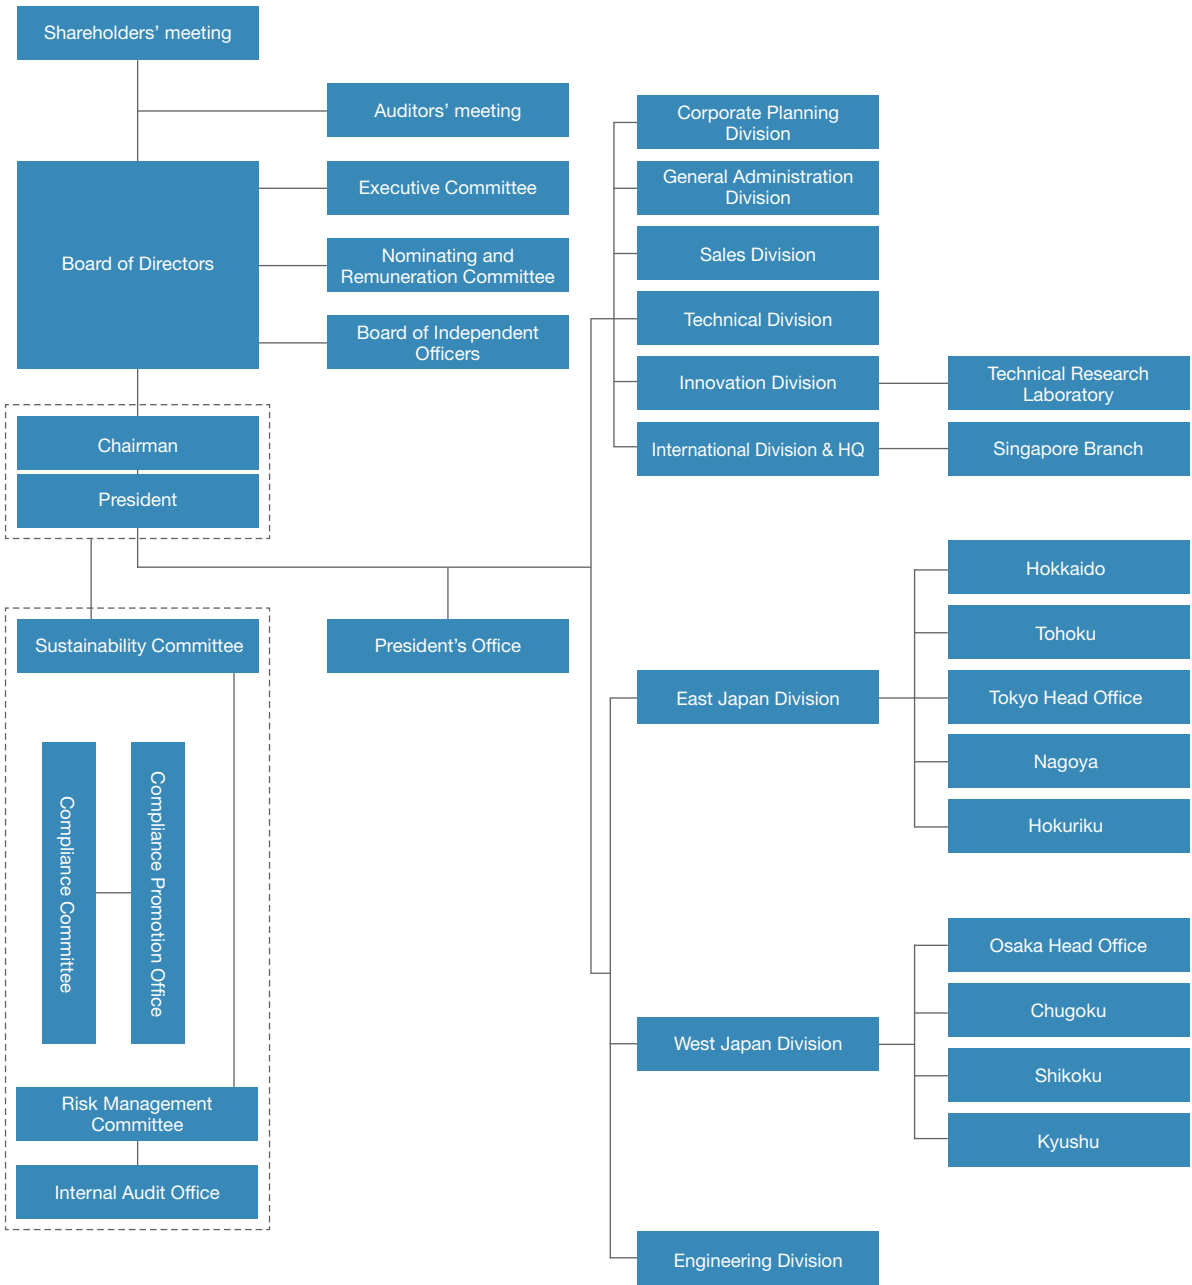 Shareholders’ meeting
Auditors’ meeting
Board of Directors
Executive Committee
Nominating and
Remuneration Committee
Board of Independent
Officers
Chairman
President
Sustainability Committee
Compliance Committee
Compliance Promotion Office
Risk Management
Committee
Internal Audit Office
President’s Office
Corporate Planning
Division
General Administration
Division
Sales Division
Technical Division
Innovation Division
Technical Research
Laboratory
International Division & HQ
Singapore Branch
East Japan Division
Hokkaido
Tohoku
Tokyo Head Office
Nagoya
Hokuriku
West Japan Division
Osaka Head Office
Chugoku
Shikoku
Kyushu
Engineering Division